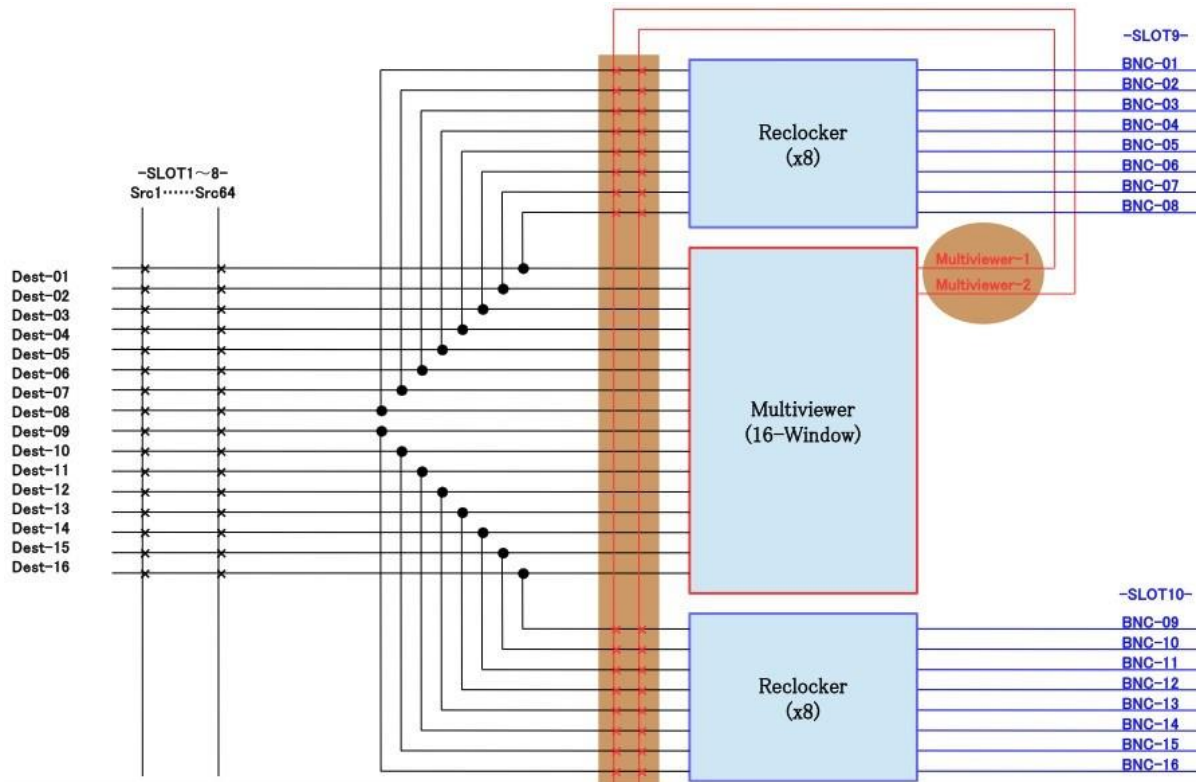 -SLOT9-
BNC-01
BNC-02
BNC-03
BNC-04
BNC-05
BNC-06
BNC-07
BNC-08
Reclocker
(x8)
-SLOT1～8-
Src1……Src64
Multiviewer-1
Multiviewer-2
Dest-01
Dest-02
Dest-03
Dest-04
Dest-05
Dest-06
Dest-07
Dest-08
Dest-09
Dest-10
Dest-11
Dest-12
Dest-13
Dest-14
Dest-15
Dest-16
Multiviewer
(16-Window)
-SLOT10-
BNC-09
BNC-10
BNC-11
BNC-12
BNC-13
BNC-14
BNC-15
BNC-16
Reclocker
(x8)